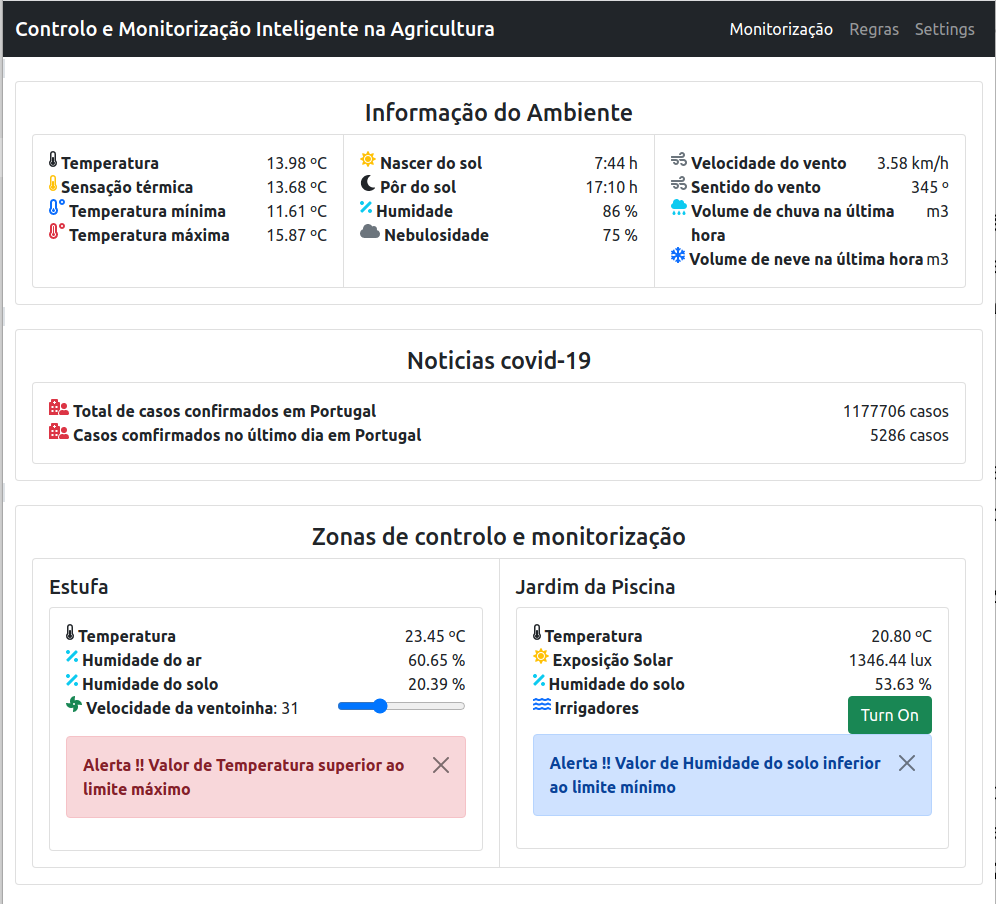 Controlo e Monitorização Inteligente na Agricultura
Monitorização Regras Settings
Informação do Ambiente
Temperatura 13.98 ºC
Sensação térmica 13.68 ºC
Temperatura mínima 11.61 ºC
Temperatura máxima 15.87 ºC
Nascer do sol 7:44 h
Pôr do sol 17:10 h
Humidade 86 %
Nebulosidade 75 %
Velocidade do vento 3.58 km/h
Sentido do vento 345 º
Volume de chuva na última m3
hora
Volume de neve na última hora m3
Noticias covid-19
Total de casos confirmados em Portugal 1177706 casos
Casos comfirmados no último dia em Portugal 5286 casos
Zonas de controlo e monitorização
Estufa
Temperatura 23.45 ºC
Humidade do ar 60.65 %
Humidade do solo 20.39 %
Velocidade da ventoinha: 31
Alerta !! Valor de Temperatura superior ao
limite máximo
Jardim da Piscina
Temperatura 20.80 ºC
Exposição Solar 1346.44 lux
Humidade do solo 53.63 %
Irrigadores Turn On
Alerta !! Valor de Humidade do solo inferior
ao limite mínimo